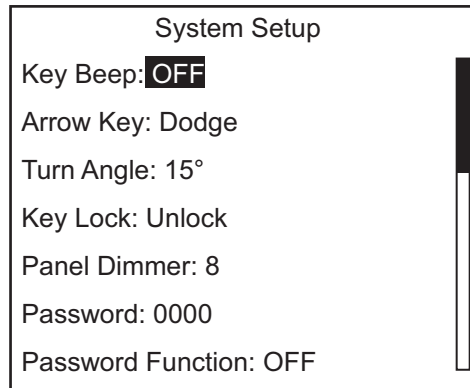 System Setup
Key Beep: OFF
Arrow Key: Dodge
Turn Angle: 15°
Key Lock: Unlock
Panel Dimmer: 8
Password: 0000
Password Function: OFF